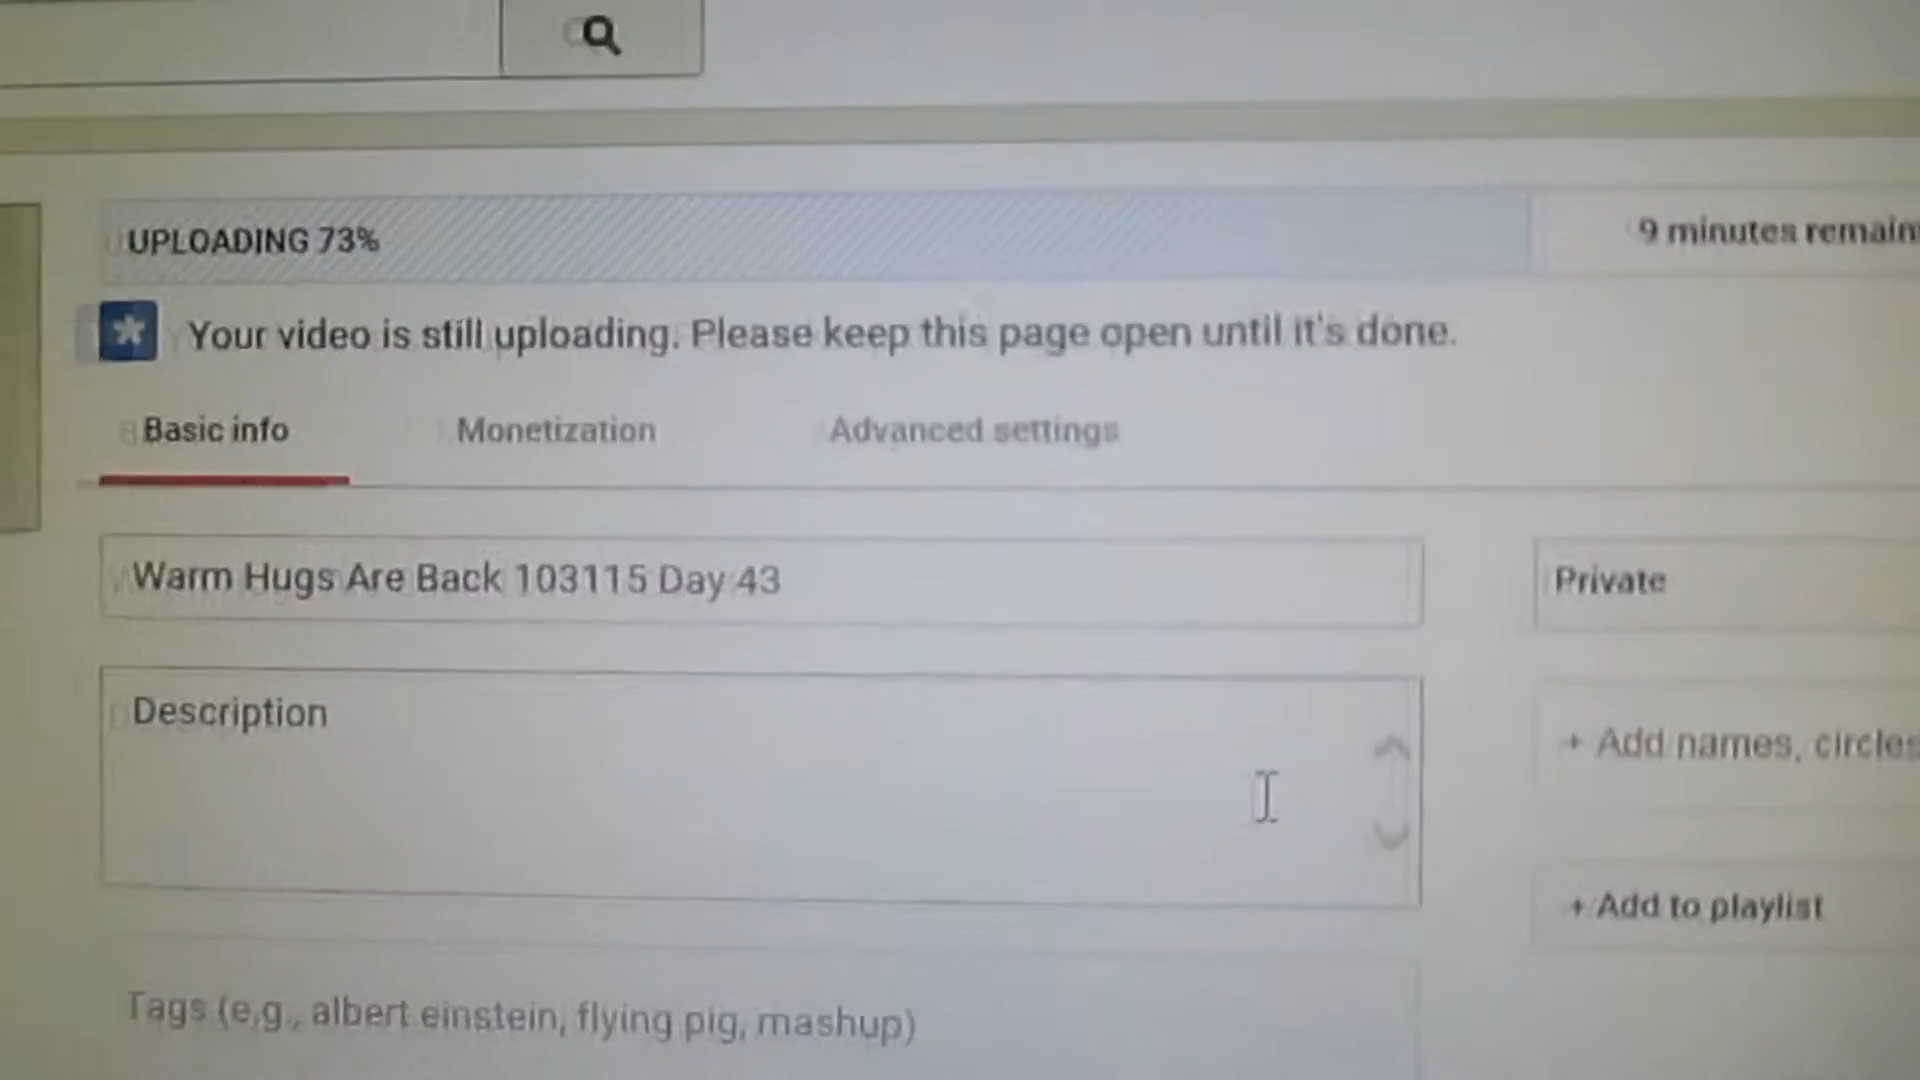 UPLOADING 73%
9 minutes remain
Your video is still uploading. Please keep this page open until it's done.
Basic info
Monetization
Advanced settings
Warm Hugs Are Back 103115 Day 43
Private
Description
+ Add names, circles
+ Add to playlist
Tags (e.g., albert einstein, flying pig, mashup)